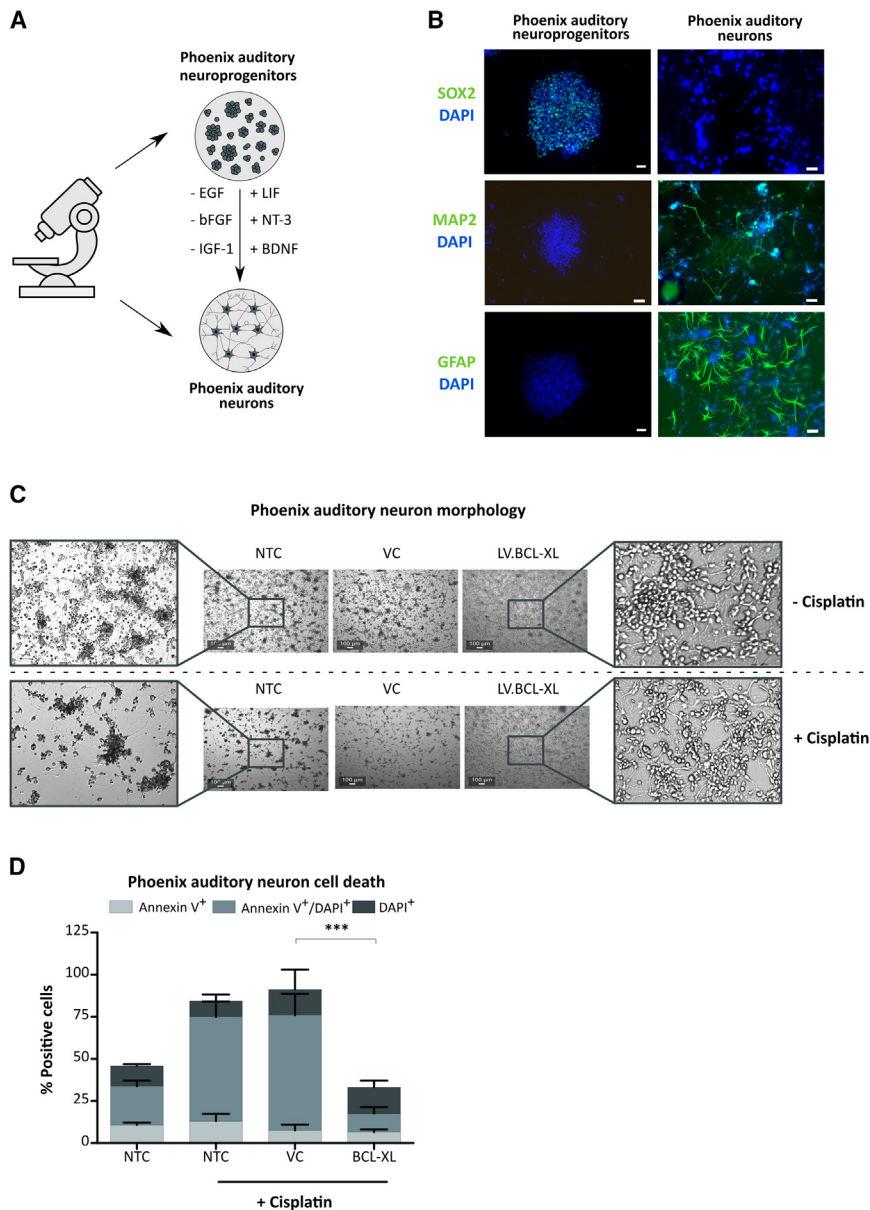 A
Phoenix auditory
neuroprogenitors
- EGF + LIF
- bFGF + NT-3
- IGF-1 + BDNF
Phoenix auditory
neurons
B
Phoenix auditory
neuroprogenitors
Phoenix auditory
neurons
SOX2
DAPI
MAP2
DAPI
GFAP
DAPI
C
Phoenix auditory neuron morphology
NTC VC LV.BCL-XL
100 µm 100 µm 100 µm
- Cisplatin
NTC VC LV.BCL-XL
100 µm 100 µm 100 µm
+ Cisplatin
D
Phoenix auditory neuron cell death
Annexin V+ Annexin V+/DAPI+ DAPI+
***
% Positive cells
125
100
75
50
25
0
NTC NTC VC BCL-XL
+ Cisplatin